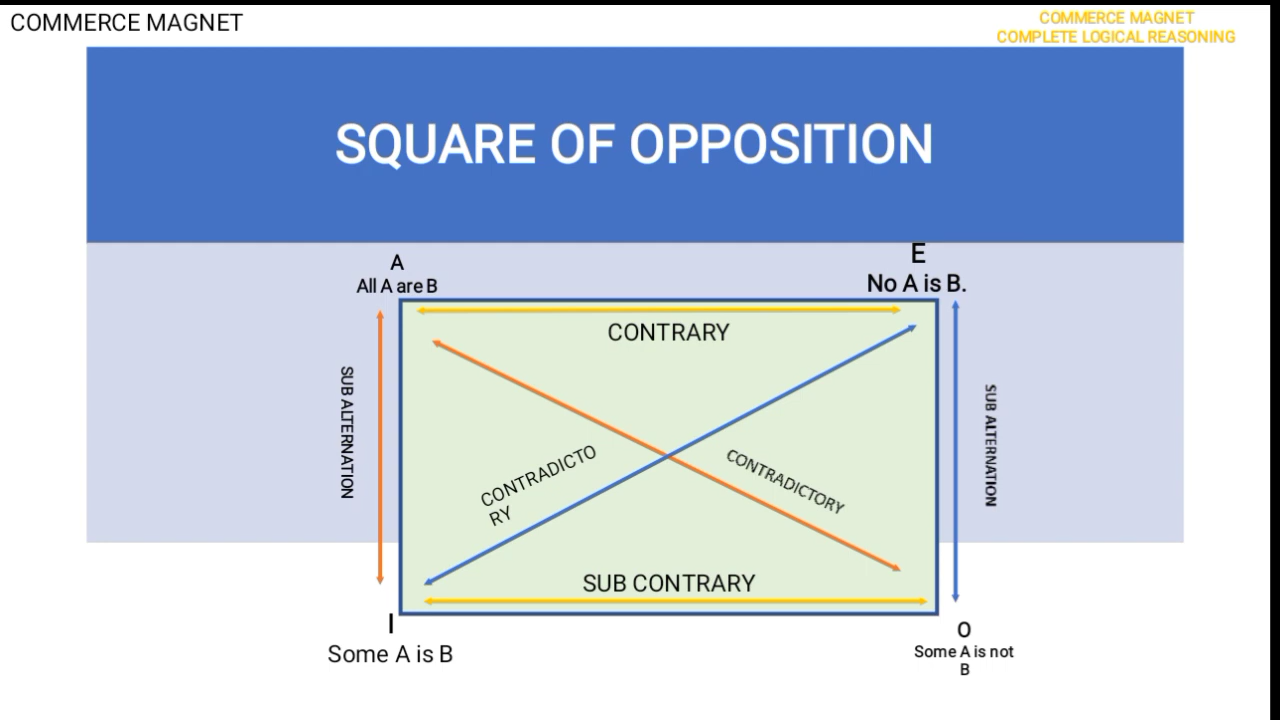 COMMERCE MAGNET
COMMERCE MAGNET
COMPLETE LOGICAL REASONING
SQUARE OF OPPOSITION
A
All A are B
E
No A is B.
CONTRARY
SUB ALTERNATION
CONTRADICTO
RY
CONTRADICTORY
SUB ALTERNATION
SUB CONTRARY
I
Some A is B
O
Some A is not
B